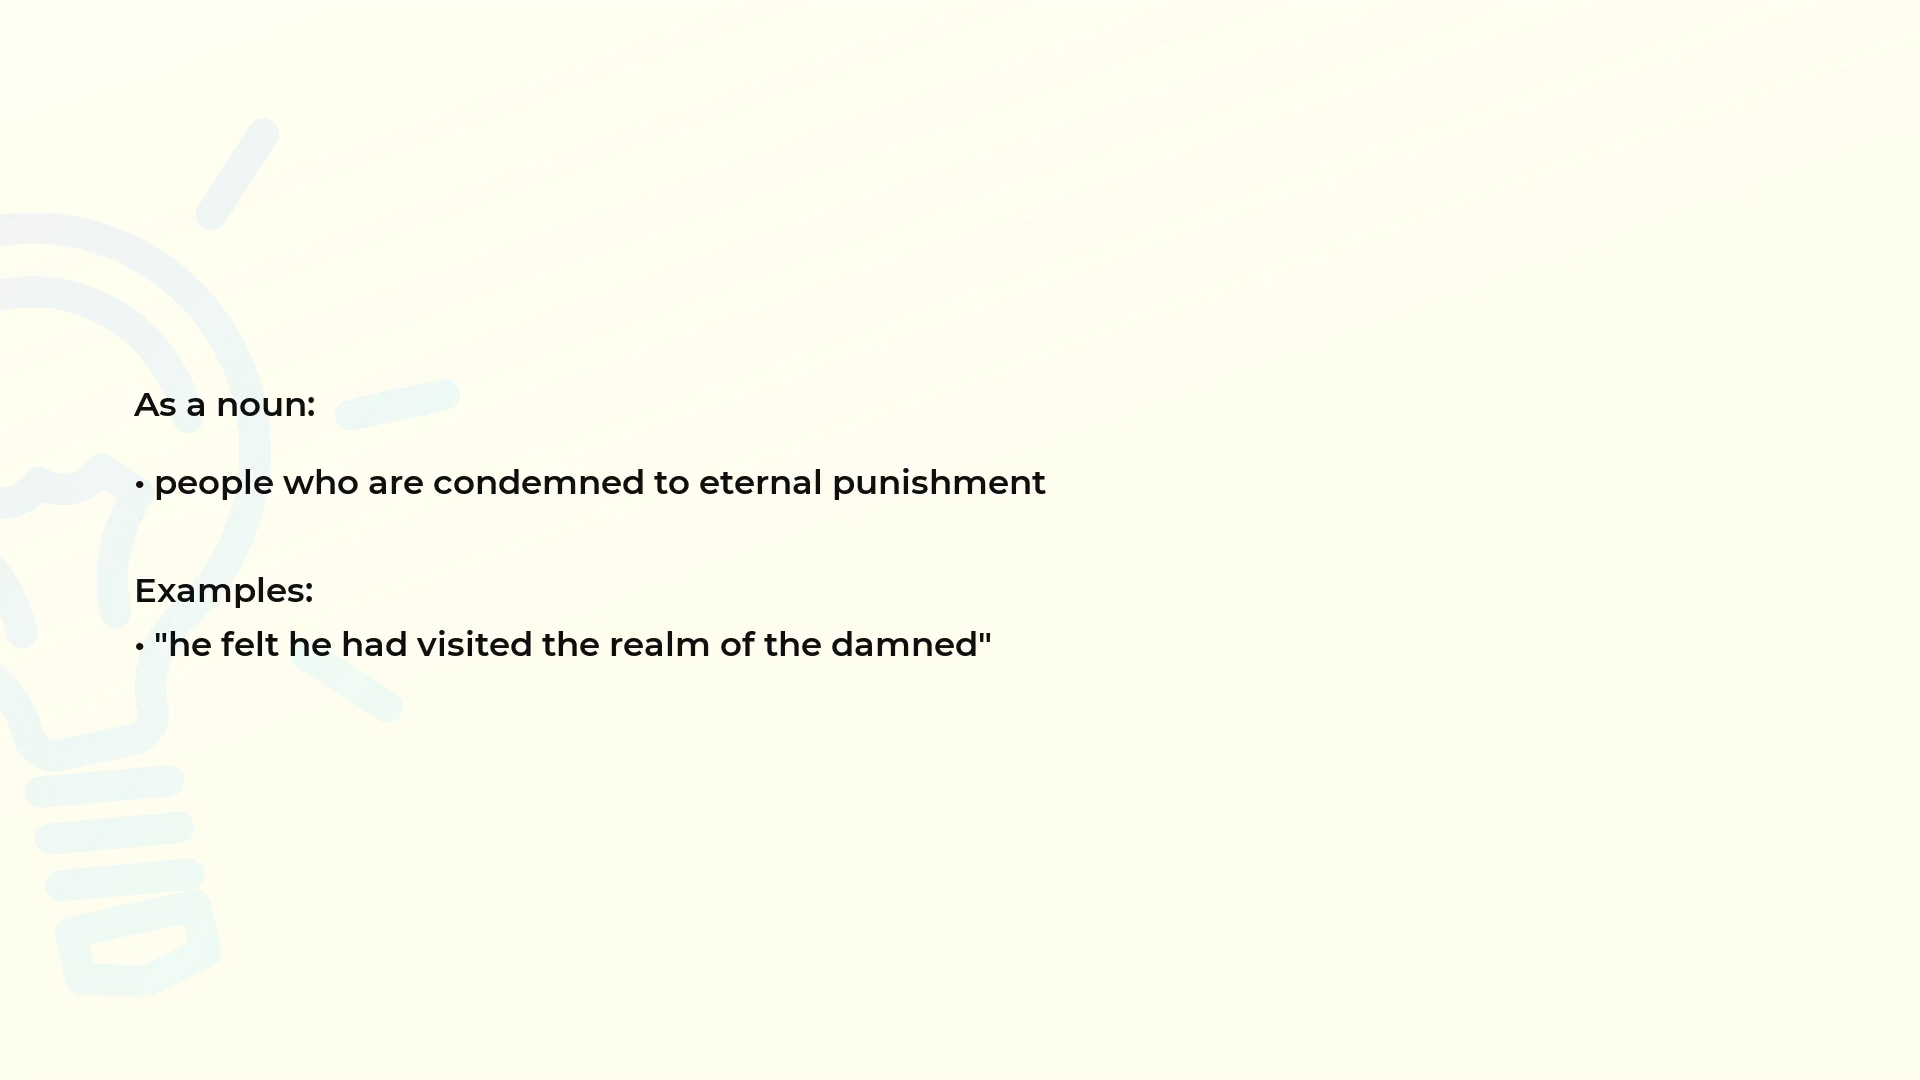 As a noun:
• people who are condemned to eternal punishment
Examples:
• "he felt he had visited the realm of the damned"